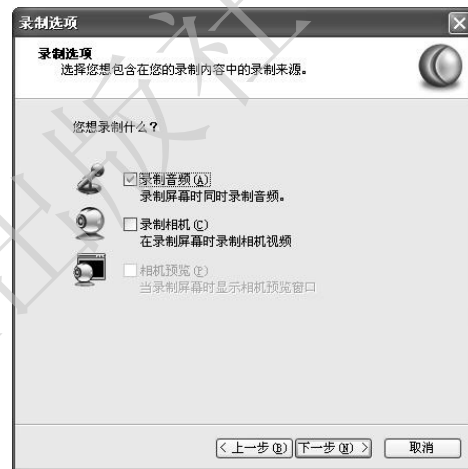 录制选项
录制选项
选择您想包含在您的录制内容中的录制来源。
您想录制什么？
录制音频(A)
录制屏幕时同时录制音频。
录制相机(C)
在录制屏幕时录制相机视频
相机预览(P)
当录制屏幕时显示相机预览窗口
< 上一步(B) 下一步(N) > 取消